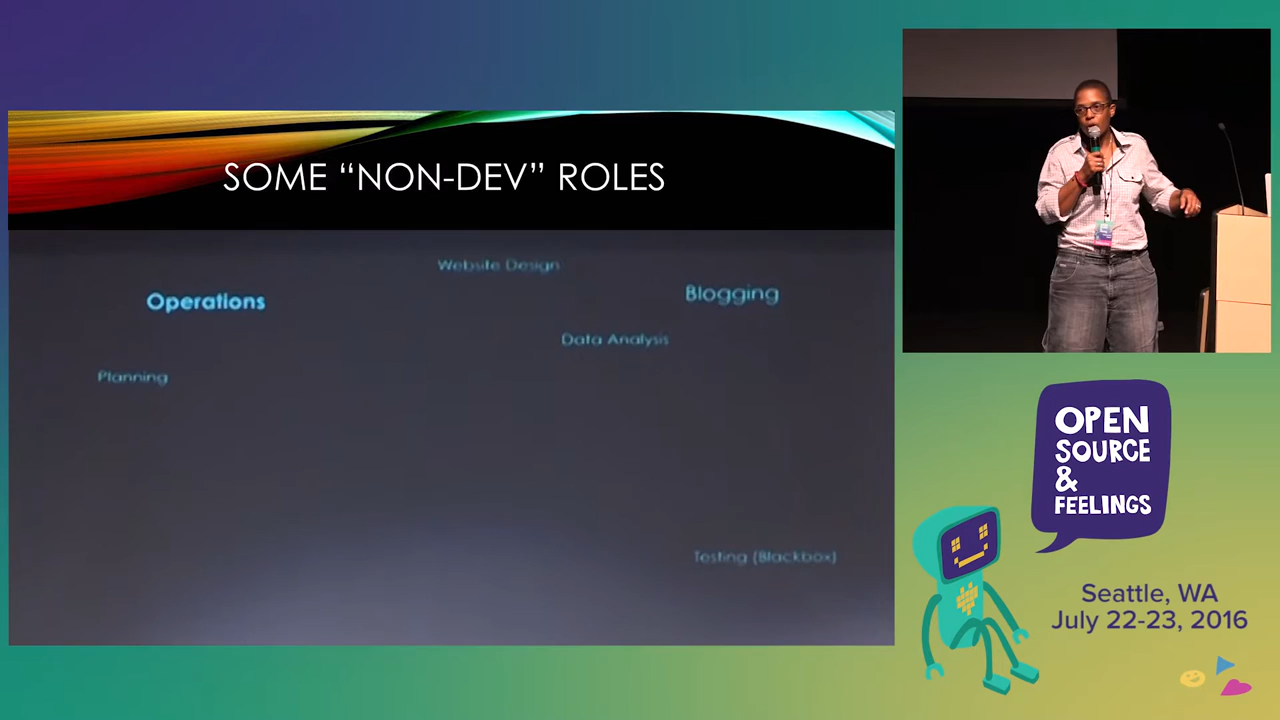 SOME “NON-DEV” ROLES
Website Design
Operations
Blogging
Data Analysis
Planning
Testing (Blackbox)
OPEN
SOURCE
&
FEELINGS
Seattle, WA
July 22-23, 2016